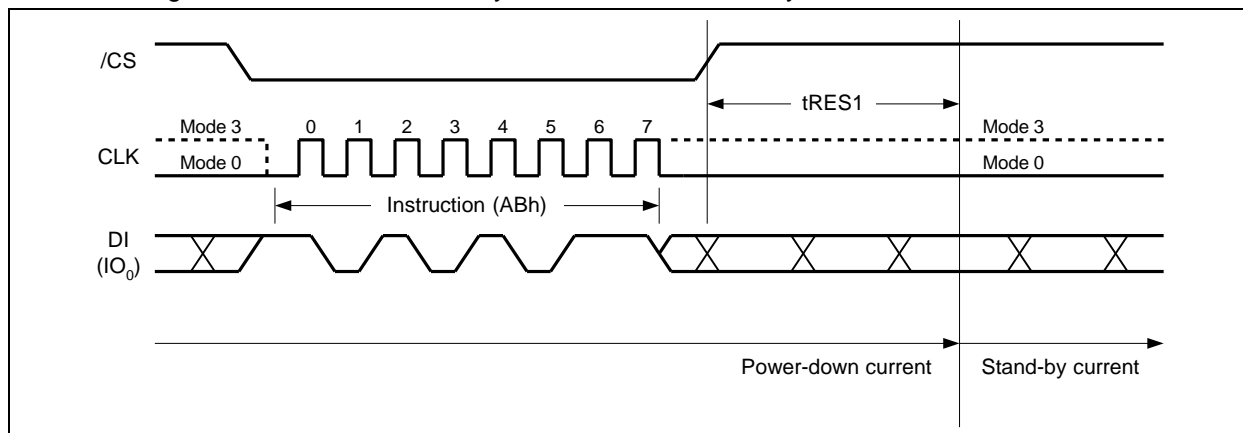 /CS
tRES1
Mode 3 0 1 2 3 4 5 6 7 Mode 3
CLK
Mode 0 Mode 0
Instruction (ABh)
DI
(IO₀)
Power-down current Stand-by current